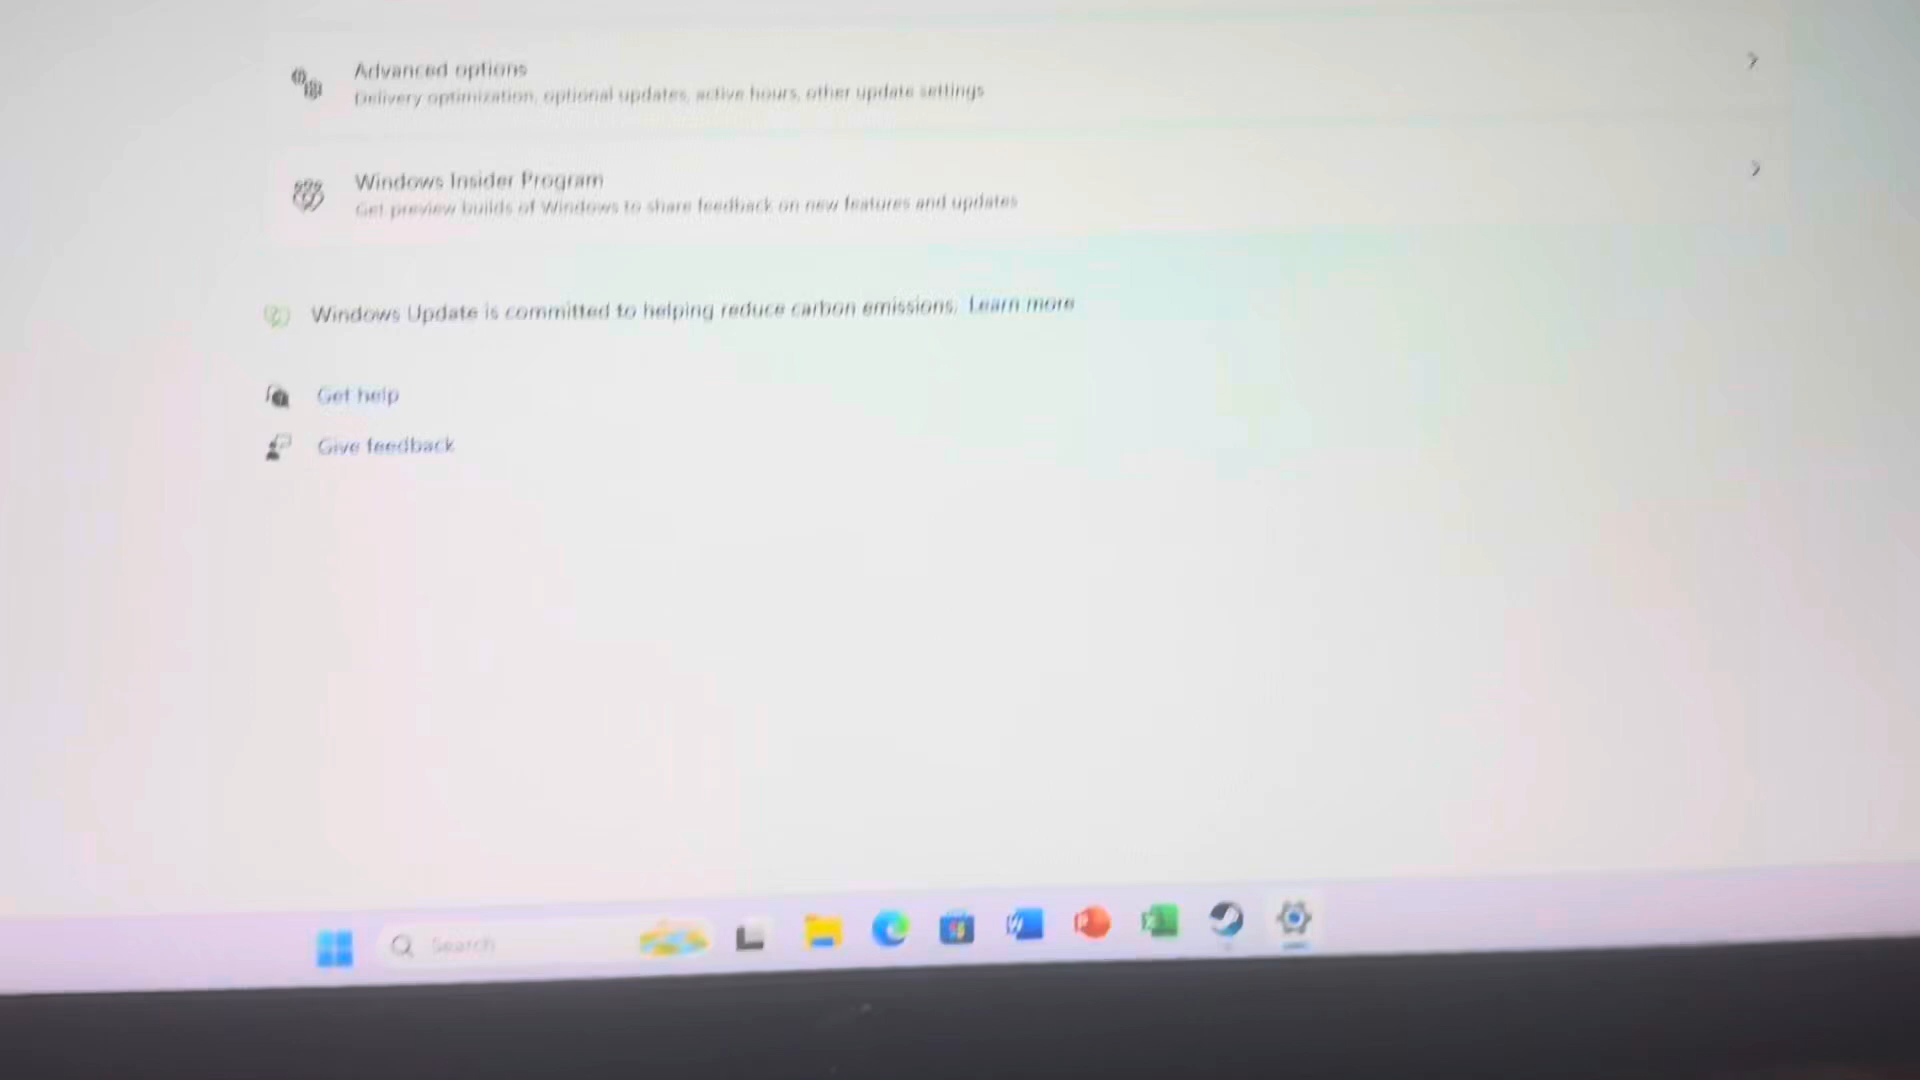 Advanced options
Delivery optimization, optional updates, active hours, other update settings
Windows Insider Program
Get preview builds of Windows to share feedback on new features and updates
Windows Update is committed to helping reduce carbon emissions. Learn more
Get help
Give feedback
Search